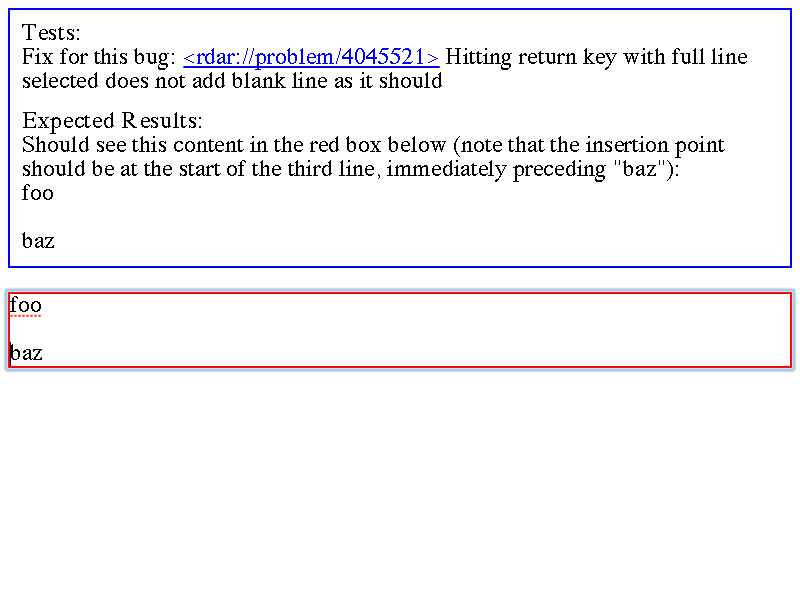 Tests:
Fix for this bug: <rdar://problem/4045521> Hitting return key with full line
selected does not add blank line as it should
Expected Results:
Should see this content in the red box below (note that the insertion point
should be at the start of the third line, immediately preceding "baz"):
foo
baz
foo
baz